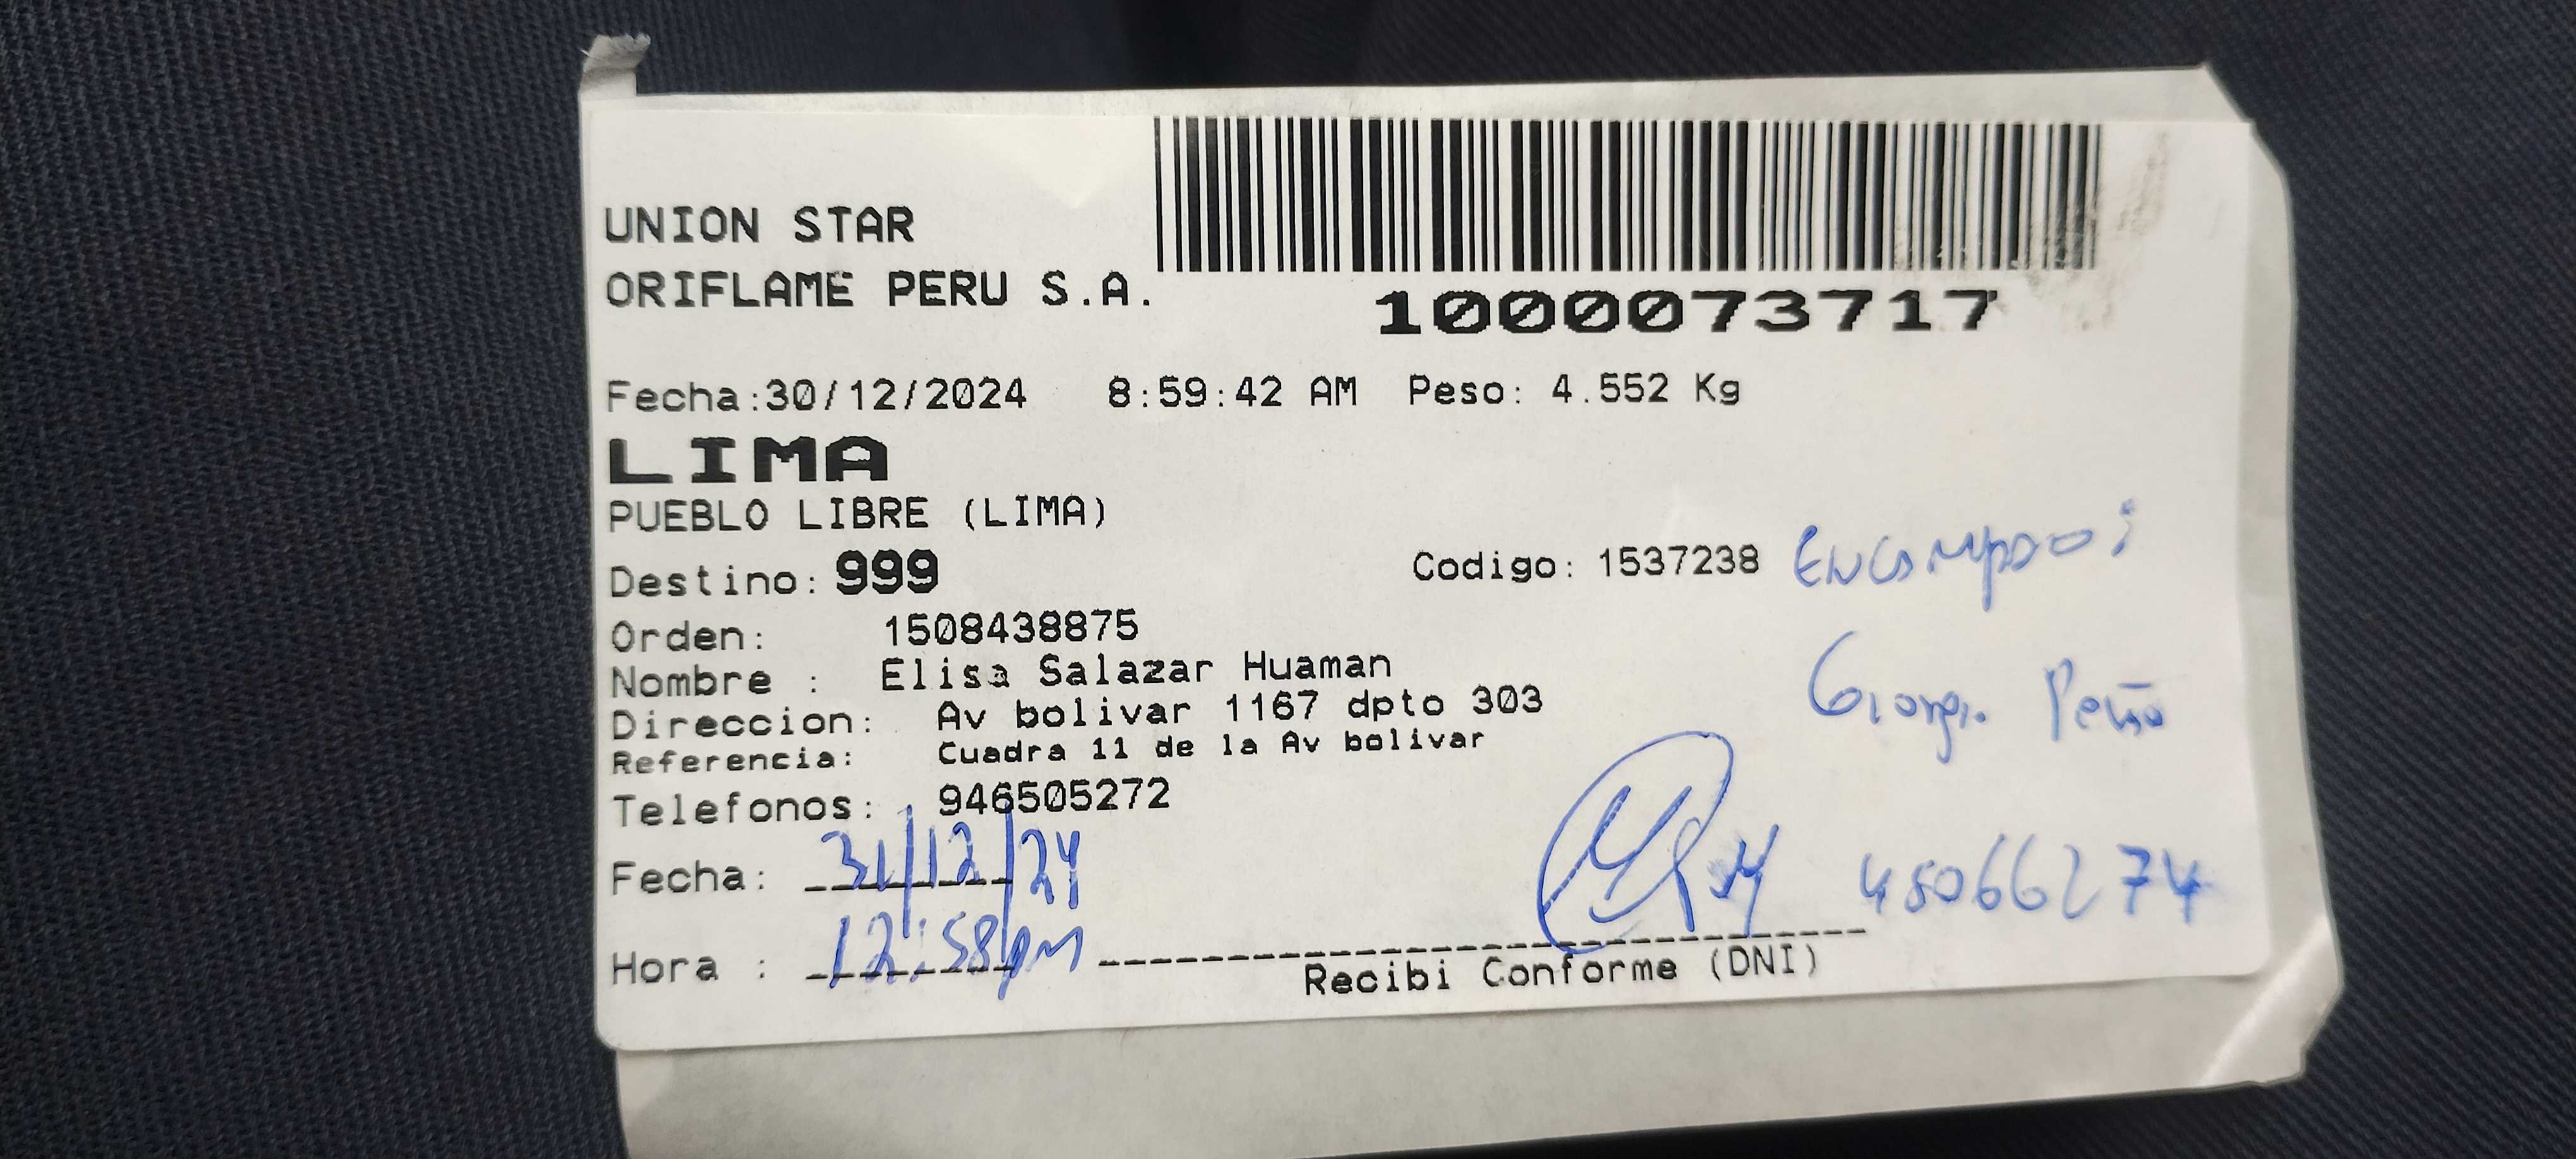 UNION STAR
ORIFLAME PERU S.A.
1000073717
Fecha:30/12/2024 8:59:42 AM Peso: 4.552 Kg
LIMA
PUEBLO LIBRE (LIMA)
Destino: 999 Codigo: 1537238
Orden: 1508438875
Nombre : Elisa Salazar Huaman
Direccion: Av bolivar 1167 dpto 303
Referencia: Cuadra 11 de la Av bolivar
Telefonos: 946505272
Fecha: 31/12/24
Hora : 12:58pm
Recibi Conforme (DNI)